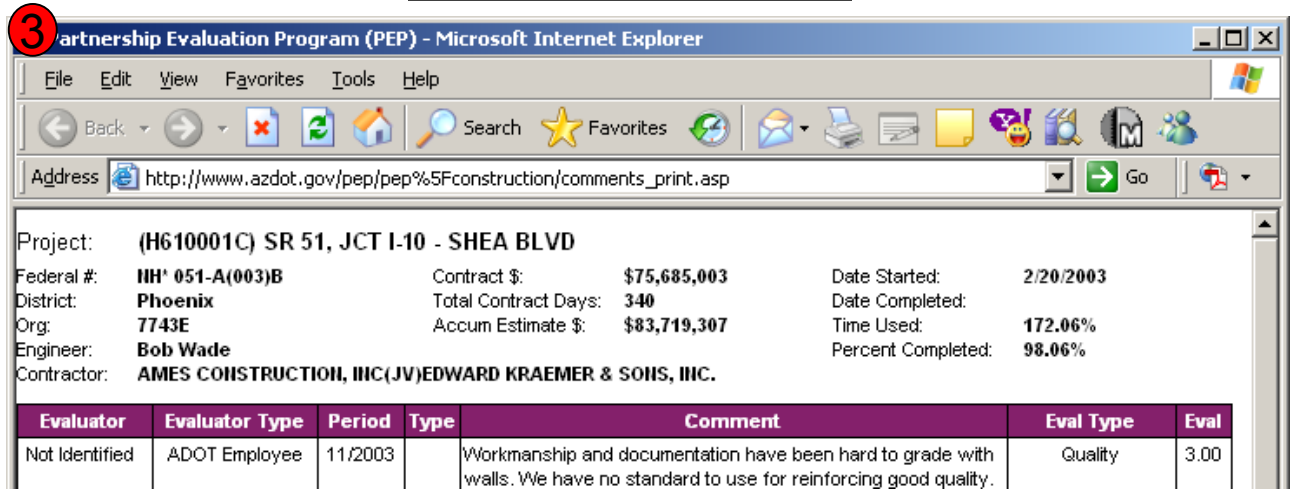 3
Partnership Evaluation Program (PEP) - Microsoft Internet Explorer
File Edit View Favorites Tools Help
Back Search Favorites
Address http://www.azdot.gov/pep/pep%5Fconstruction/comments_print.asp Go
Project: (H610001C) SR 51, JCT I-10 - SHEA BLVD
Federal #: NH* 051-A(003)B Contract $: $75,685,003 Date Started: 2/20/2003
District: Phoenix Total Contract Days: 340 Date Completed:
Org: 7743E Accum Estimate $: $83,719,307 Time Used: 172.06%
Engineer: Bob Wade Percent Completed: 98.06%
Contractor: AMES CONSTRUCTION, INC(JV)EDWARD KRAEMER & SONS, INC.
Evaluator Evaluator Type Period Type Comment Eval Type Eval
Not Identified ADOT Employee 11/2003 Workmanship and documentation have been hard to grade with Quality 3.00
walls. We have no standard to use for reinforcing good quality.